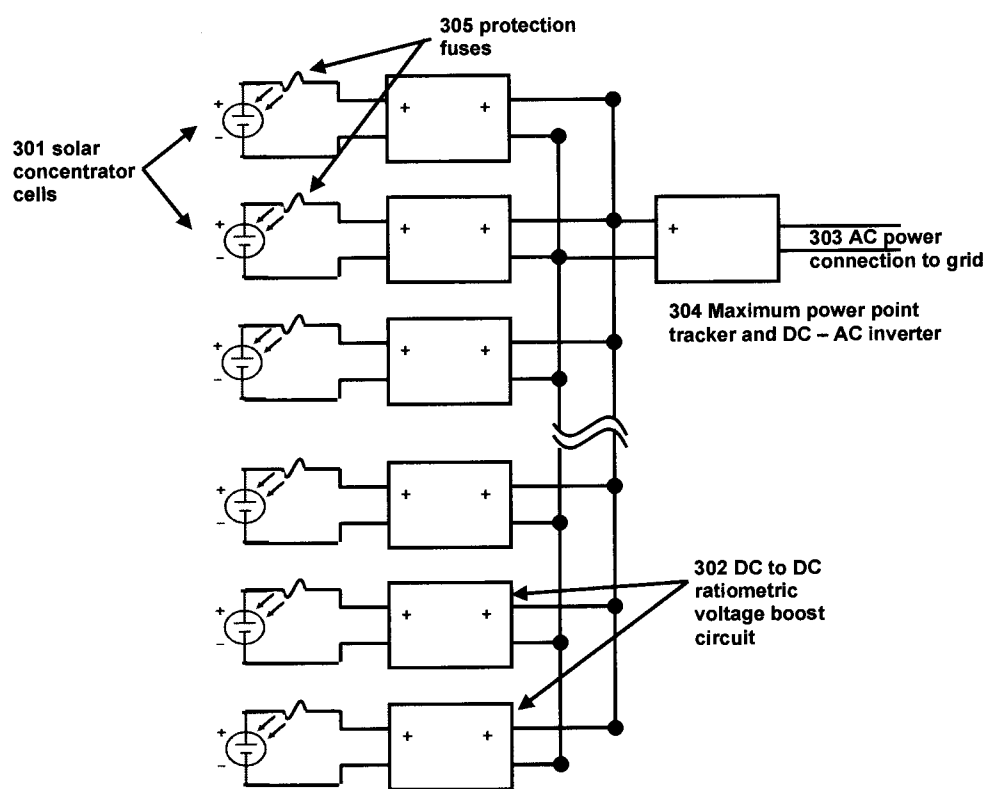 305 protection
fuses
301 solar
concentrator
cells
+
−
+ +
+
−
+ +
+
303 AC power
connection to grid
304 Maximum power point
tracker and DC – AC inverter
+
−
+ +
+
−
+ +
302 DC to DC
ratiometric
voltage boost
circuit
+
−
+ +
+
−
+ +